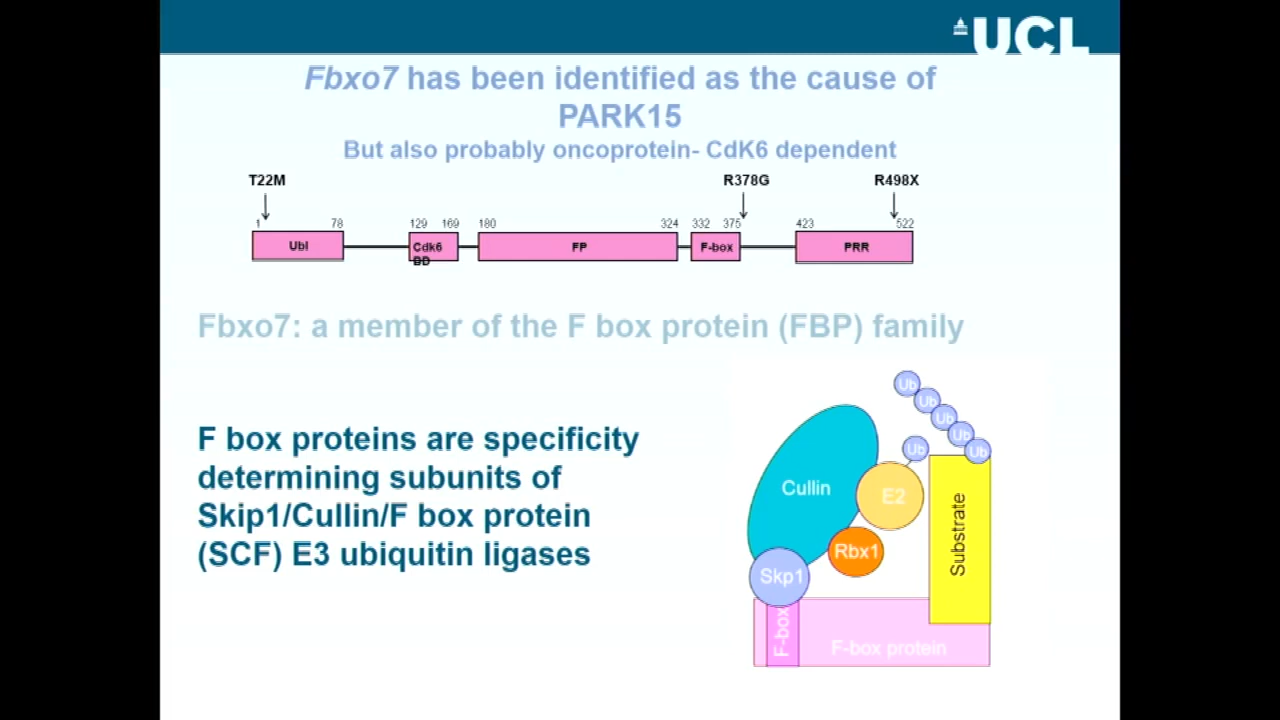 UCL
Fbxo7 has been identified as the cause of
PARK15
But also probably oncoprotein- CdK6 dependent
T22M R378G R498X
1 78 129 169 180 324 332 375 423 522
Ubl Cdk6 FP F-box PRR
BD
Fbxo7: a member of the F box protein (FBP) family
F box proteins are specificity
determining subunits of
Skip1/Cullin/F box protein
(SCF) E3 ubiquitin ligases
Ub
Ub
Ub
Ub
Ub
Ub
Cullin
E2
Substrate
Rbx1
Skp1
F-box
F-box protein